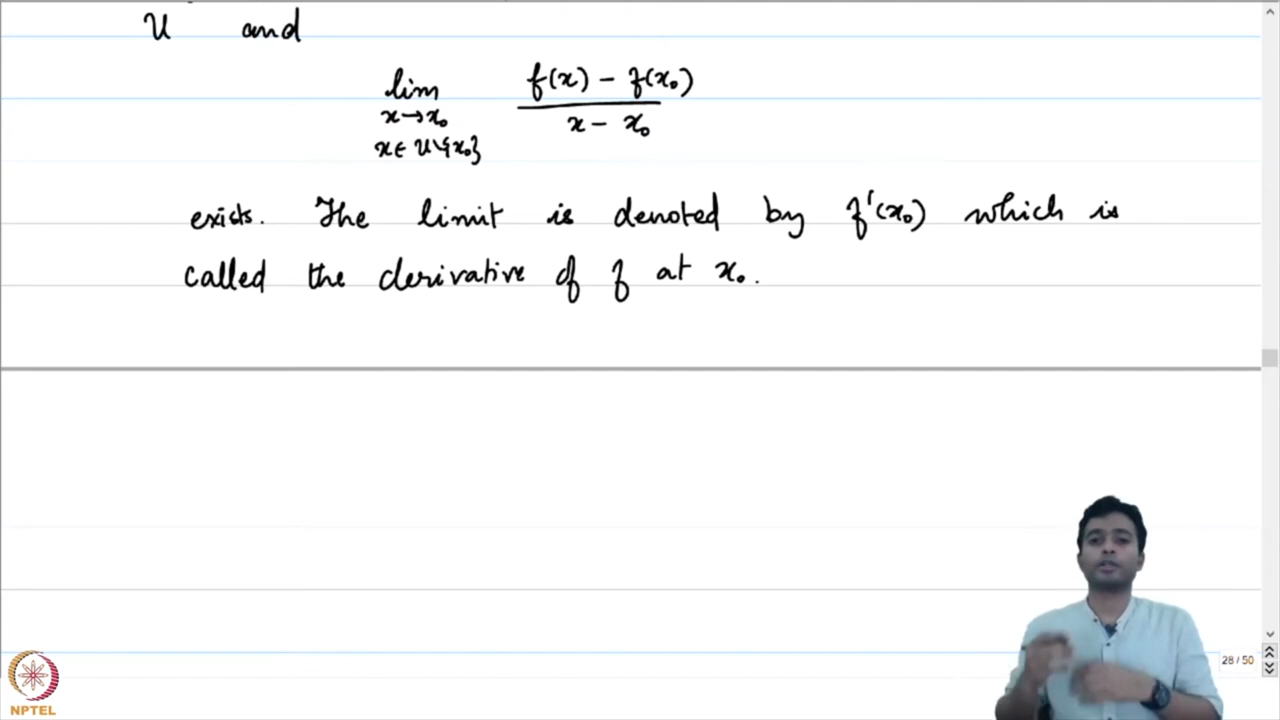 U and
lim f(x) - f(x₀)
x→x₀ x - x₀
x∈ U\{x₀}
exists. The limit is denoted by f'(x₀) which is
called the derivative of f at x₀.
28 / 50
NPTEL